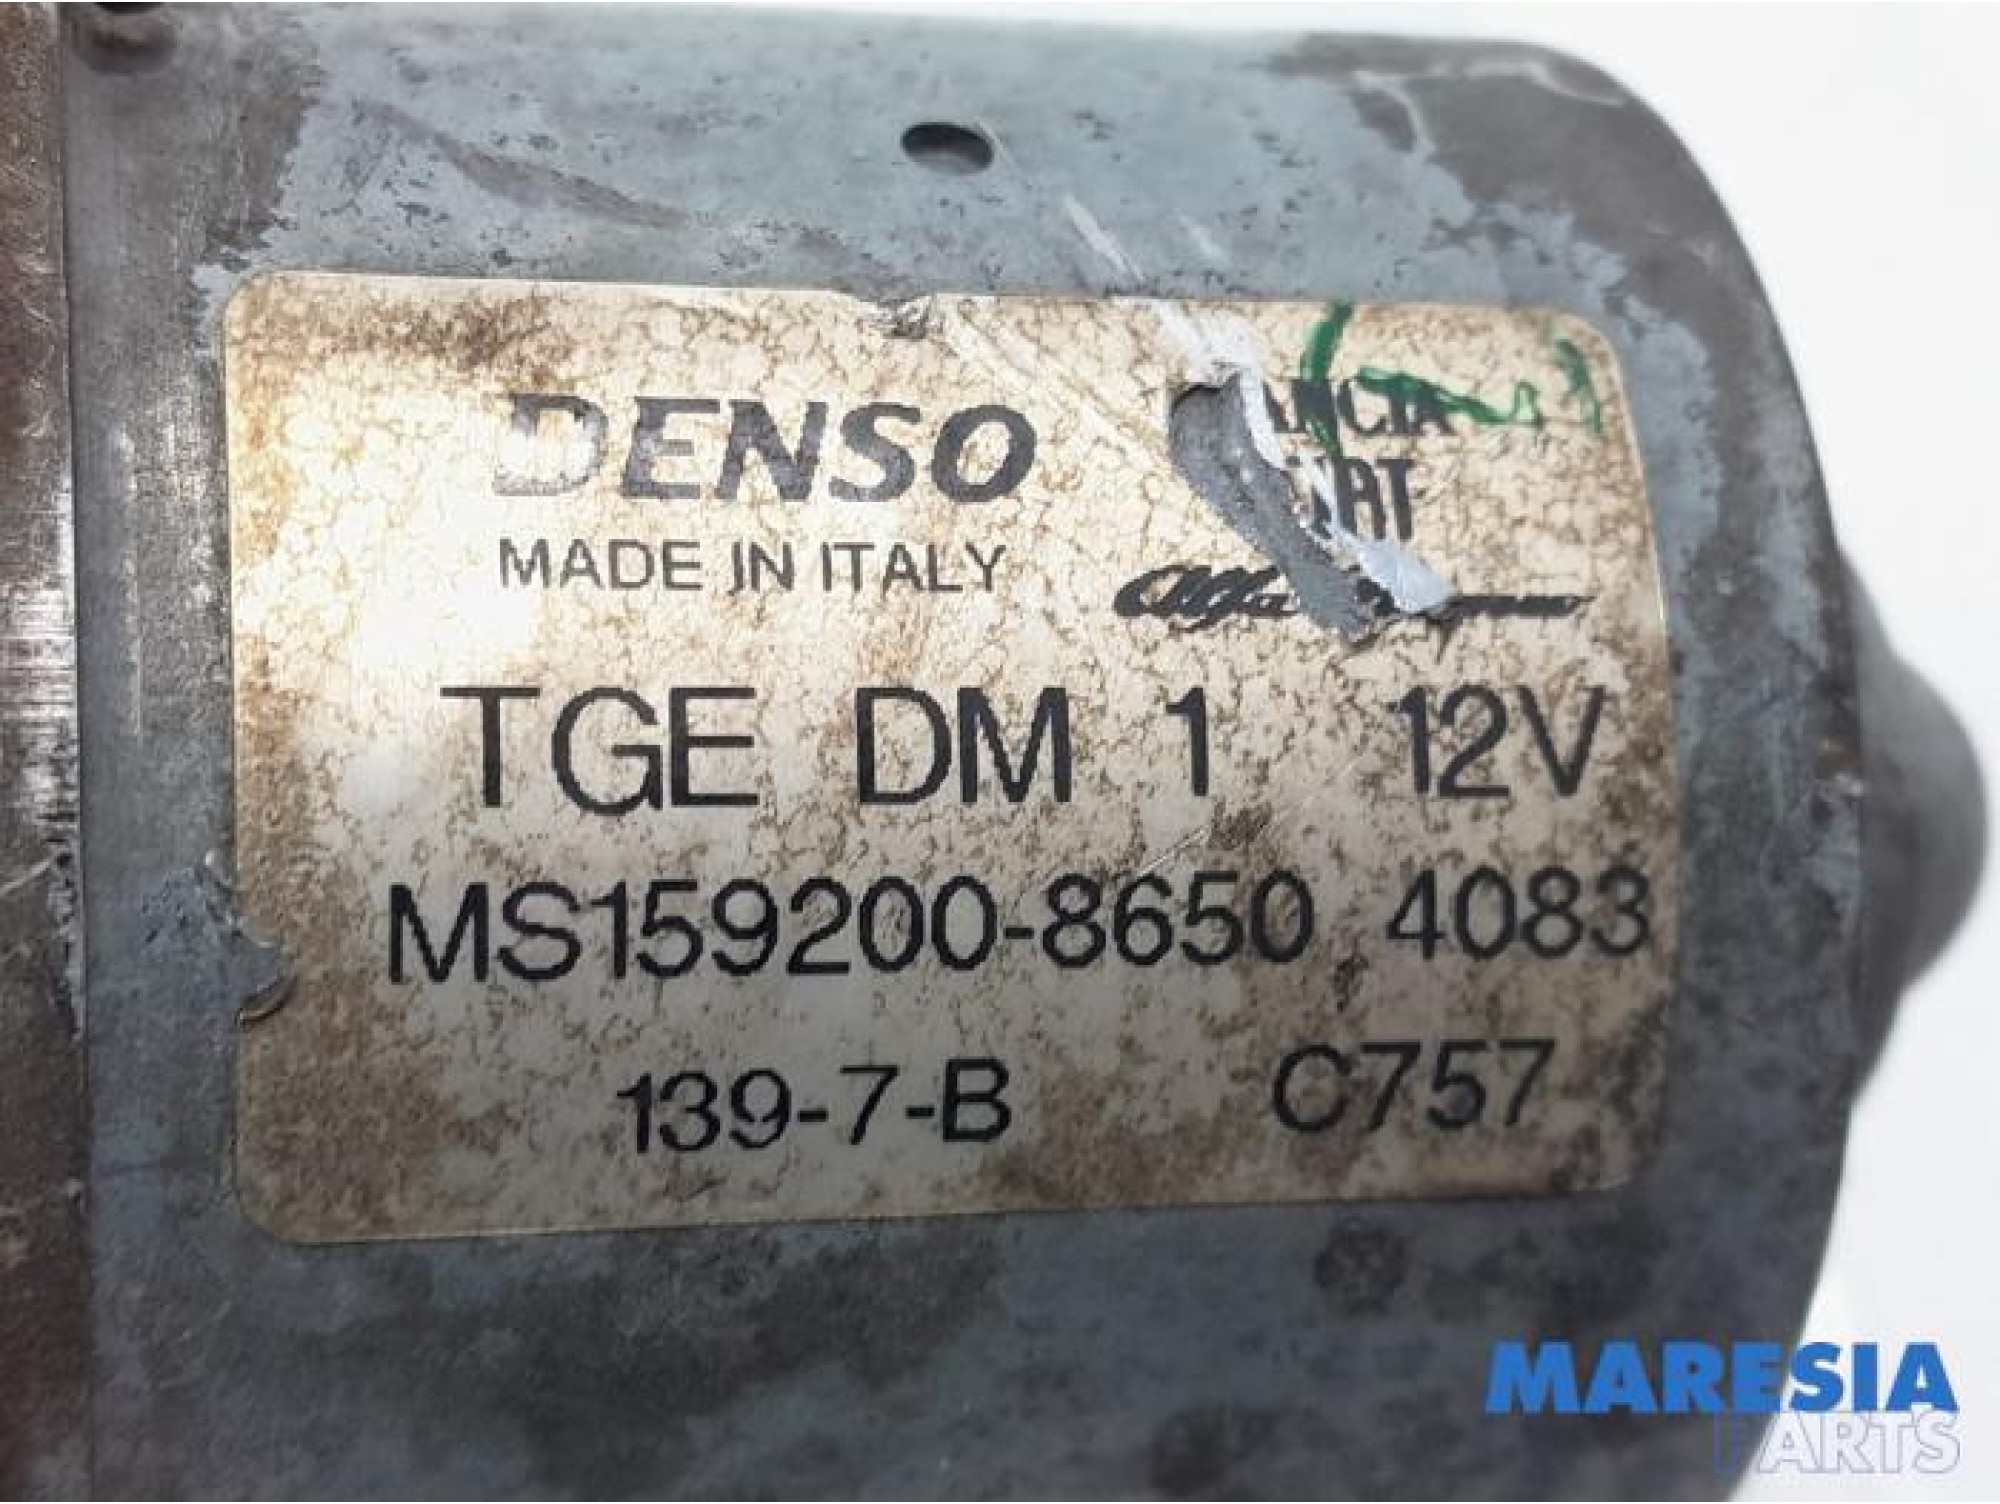 DENSO
MADE IN ITALY
TGE DM 1 12V
MS159200-8650 4083
139-7-B C757
MARESIA
PARTS